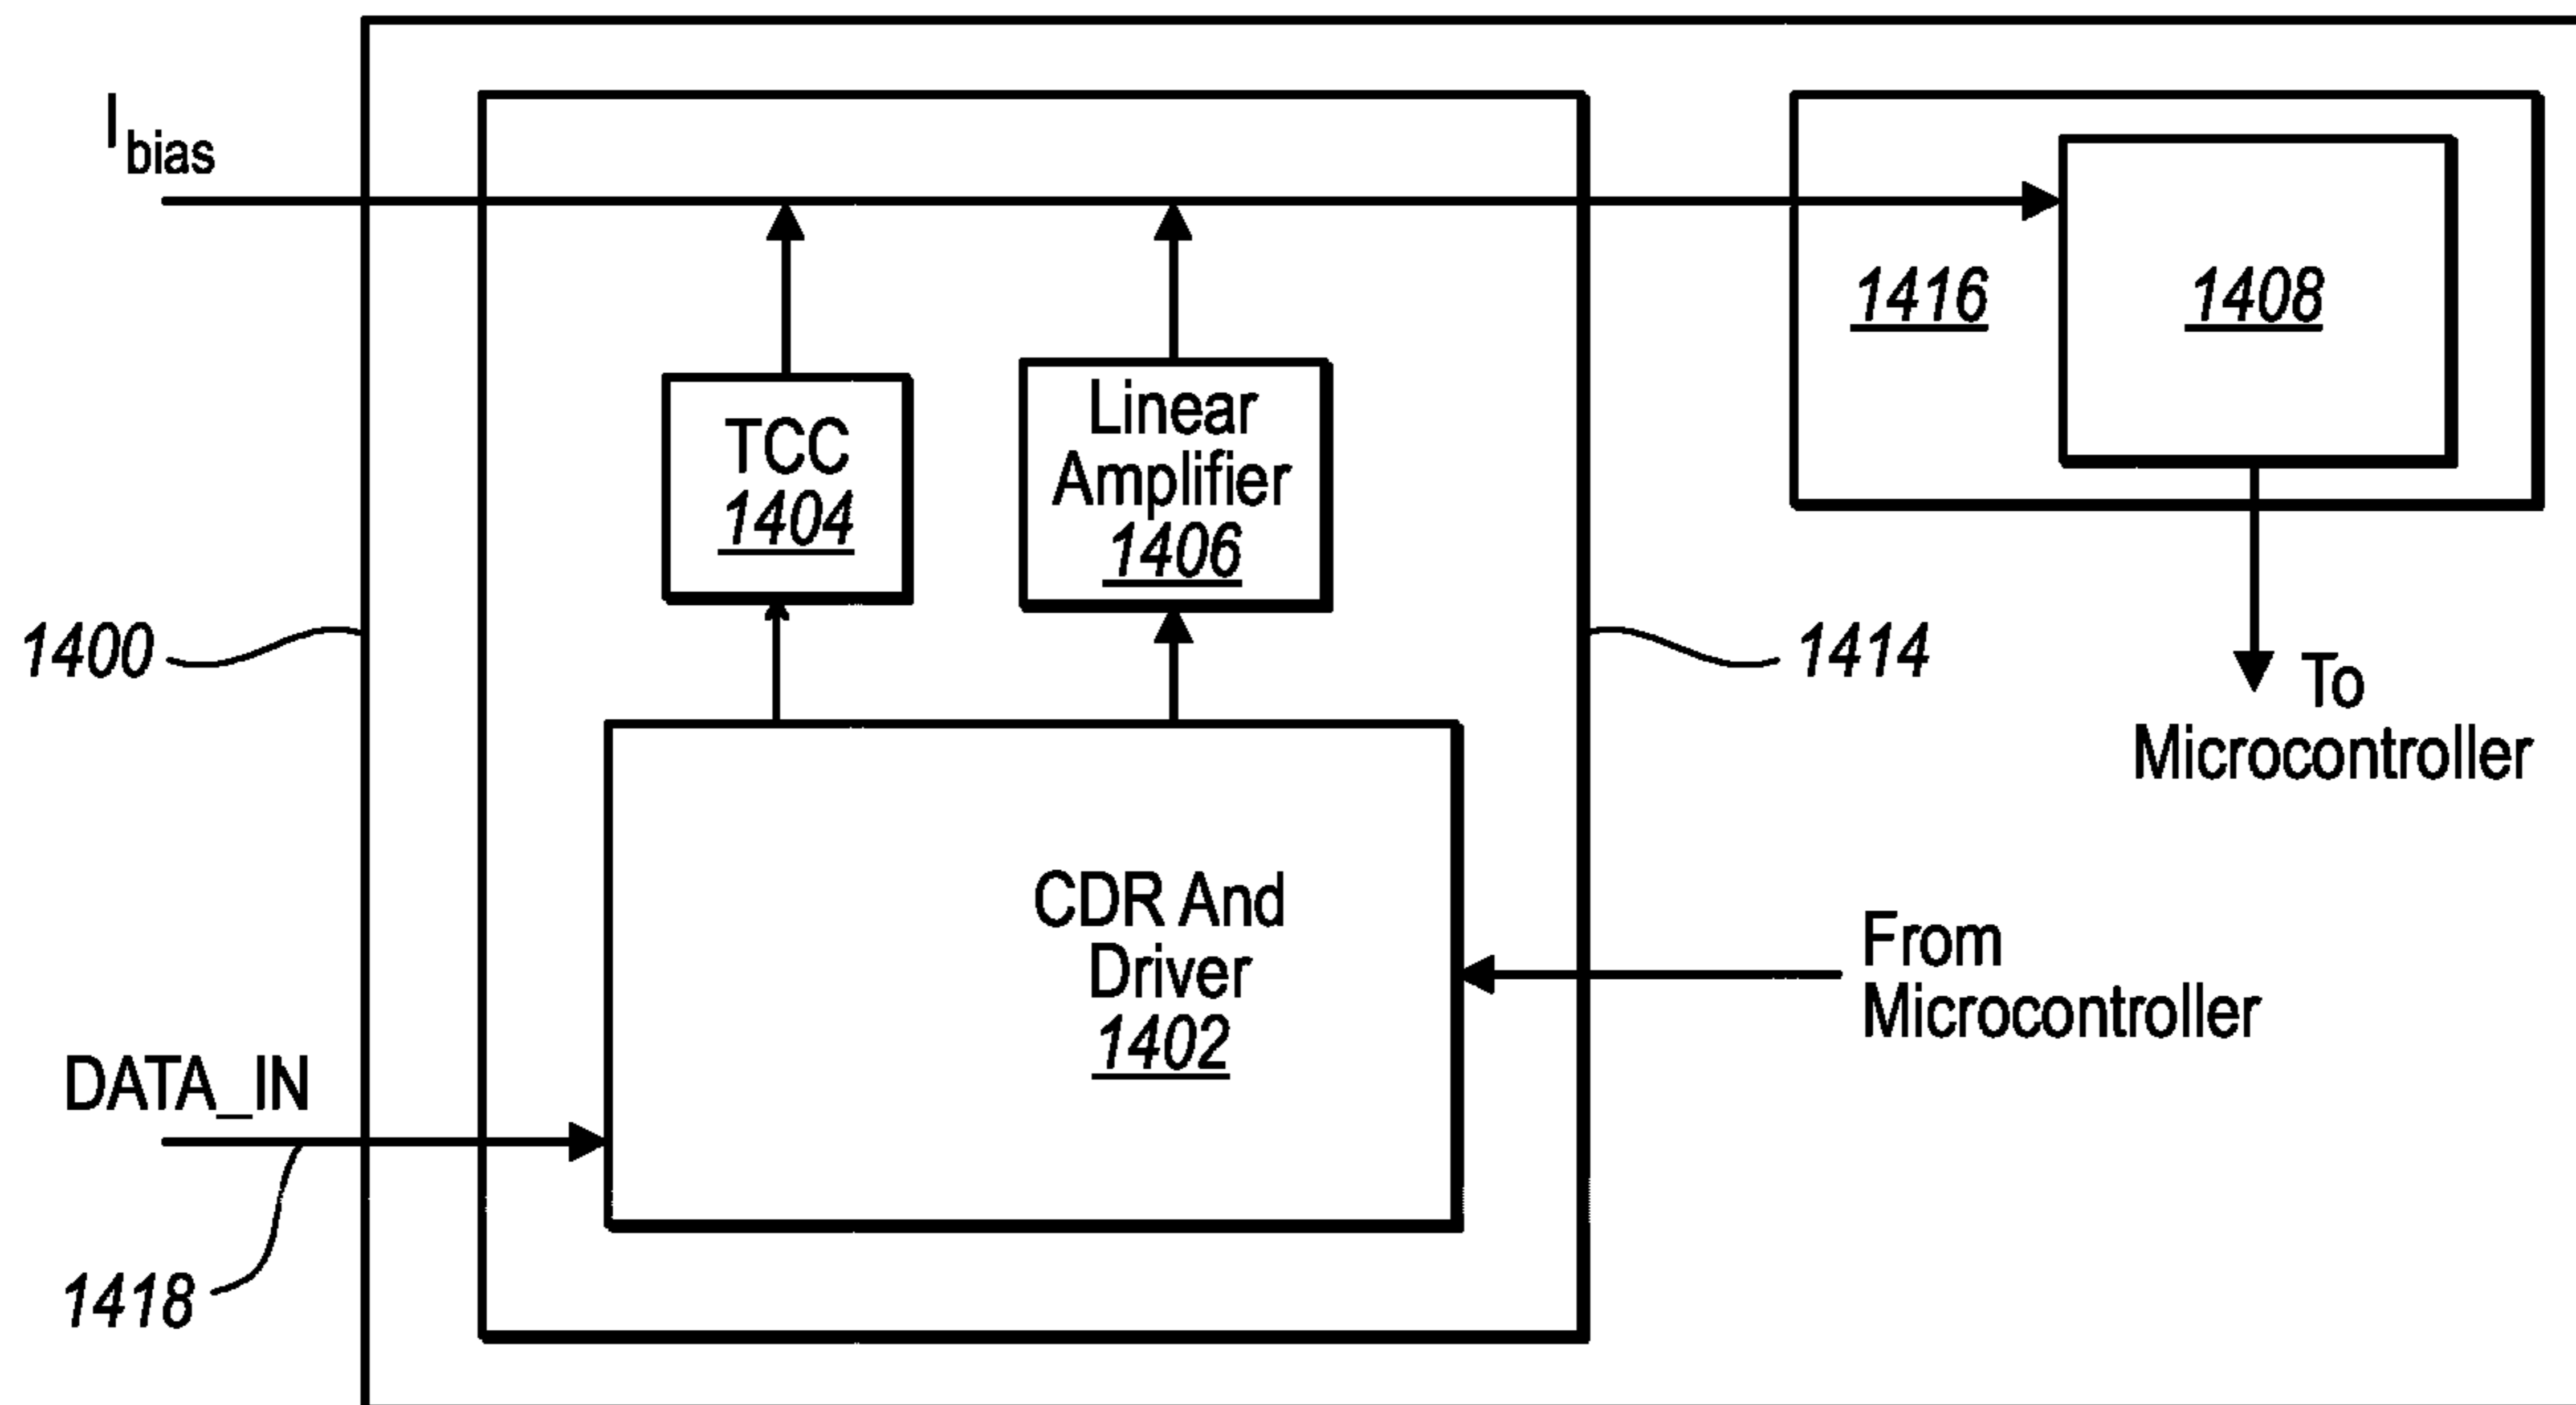 I bias
1416
1408
TCC
1404
Linear
Amplifier
1406
1400
1414
To
Microcontroller
CDR And
Driver
1402
From
Microcontroller
DATA_IN
1418